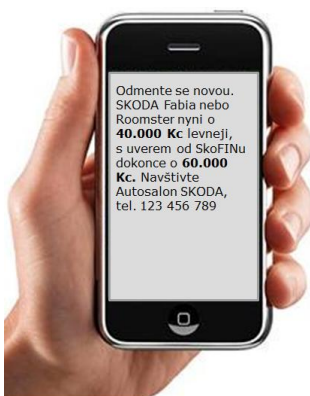 Odmente se novou.
SKODA Fabia nebo
Roomster nyni o
40.000 Kc levneji,
s uverem od SkoFINu
dokonce o 60.000
Kc. Navštivte
Autosalon SKODA,
tel. 123 456 789